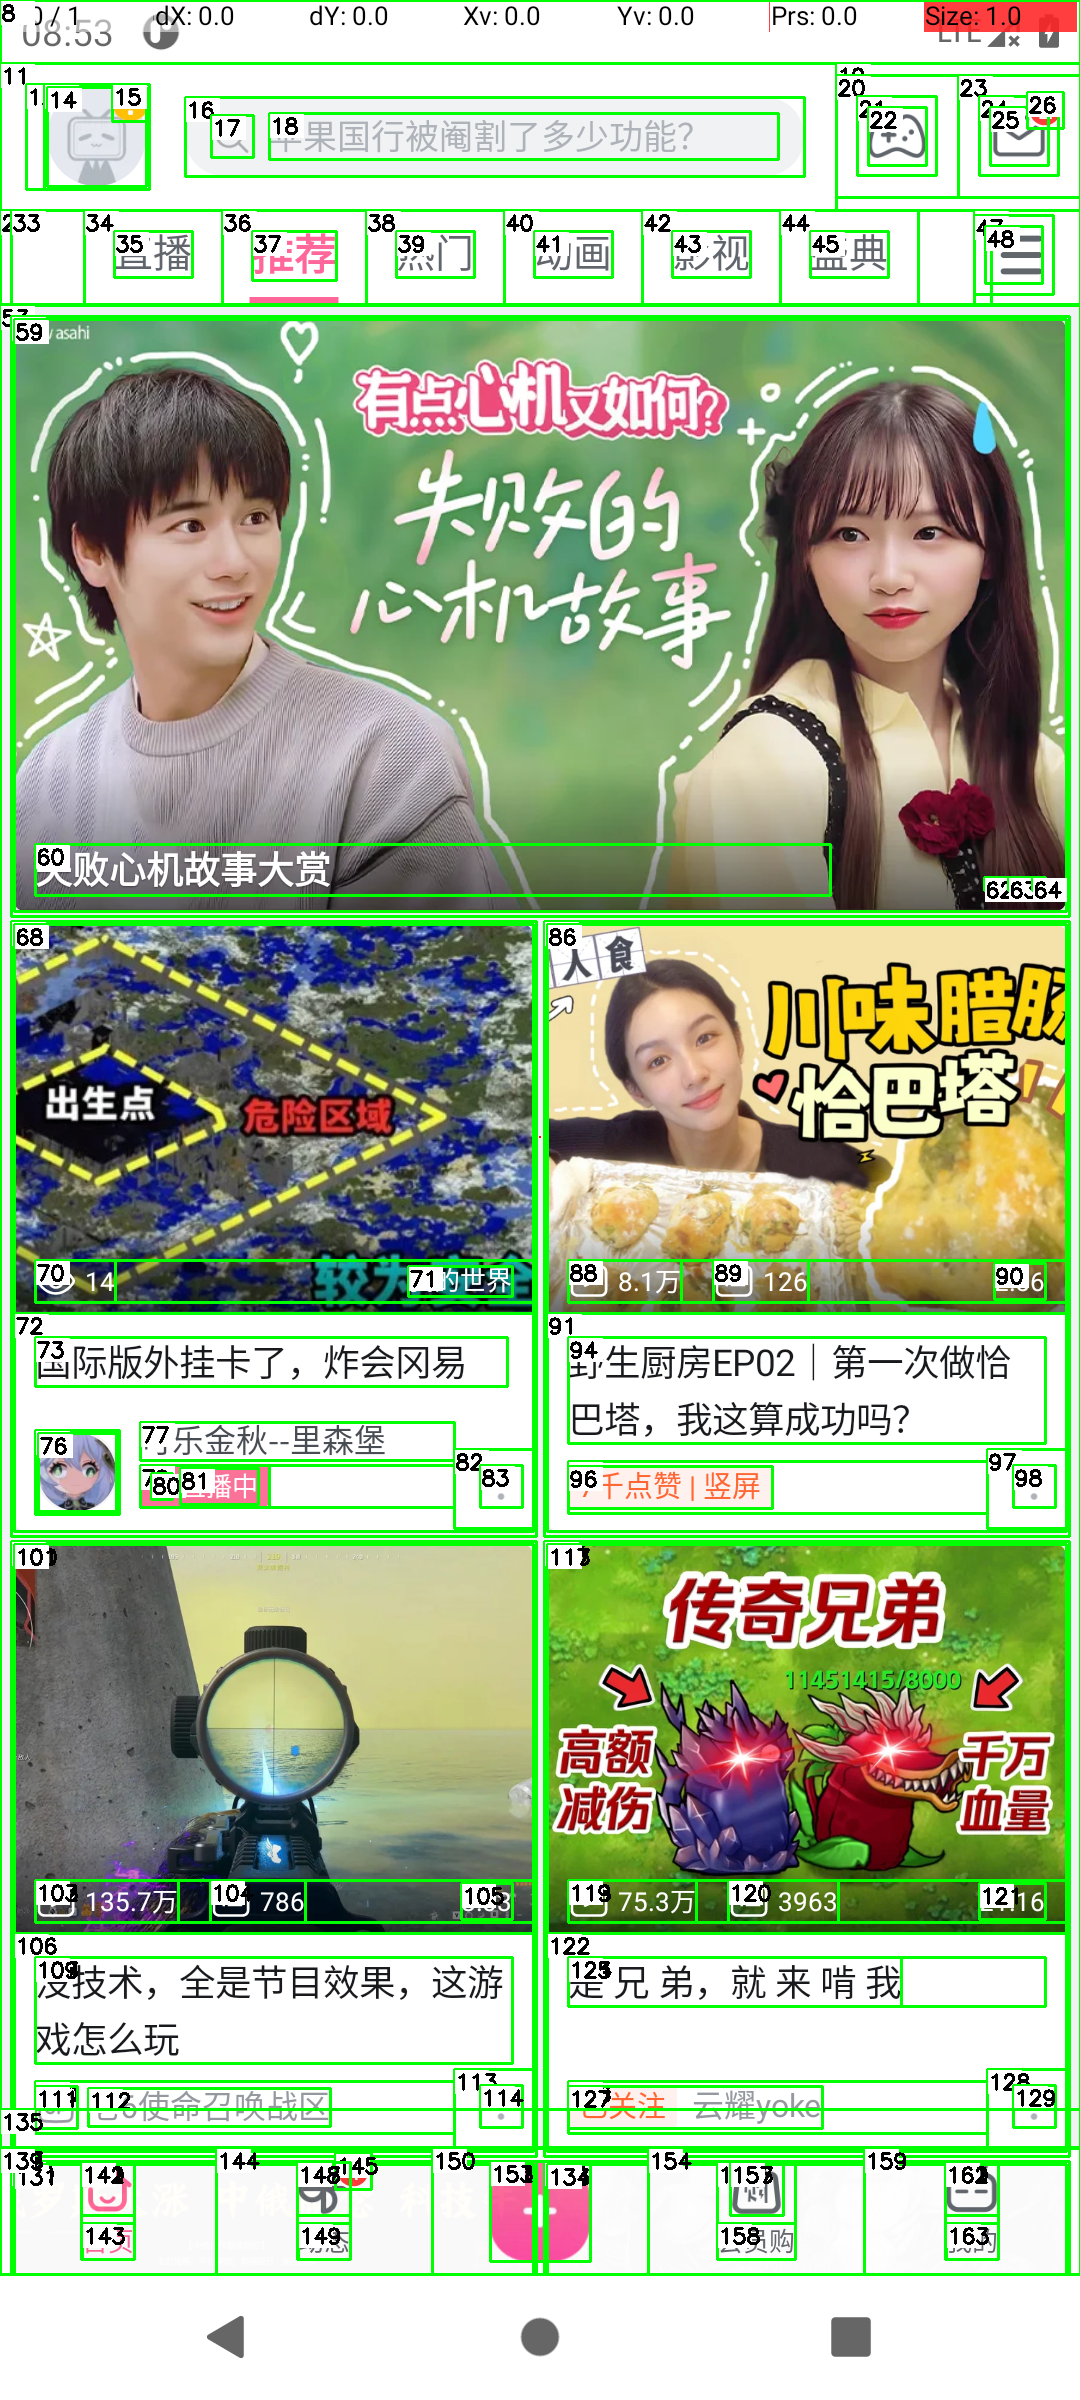 0 / 1 dX: 0.0 dY: 0.0 Xv: 0.0 Yv: 0.0 Prs: 0.0 Size: 1.0
08:53 LTE
苹果国行被阉割了多少功能?
直播 推荐 热门 动画 影视 盛典
asahi
有点心机又如何?
失败的
心机故事
失败心机故事大赏
出生点
危险区域
较为安全
14 我的世界
国际版外挂卡了，炸会冈易
乐金秋--里森堡
直播中
食人
川味腊肠
恰巴塔
8.1万 126
野生厨房EP02｜第一次做恰
巴塔，我这算成功吗?
千点赞 | 竖屏
135.7万 786
没技术，全是节目效果，这游
戏怎么玩
使命召唤战区
传奇兄弟
11451415/8000
高额
减伤
千万
血量
75.3万 3963
是 兄 弟，就 来 啃 我
已关注 云耀yoke
首页 动态 会员购 我的